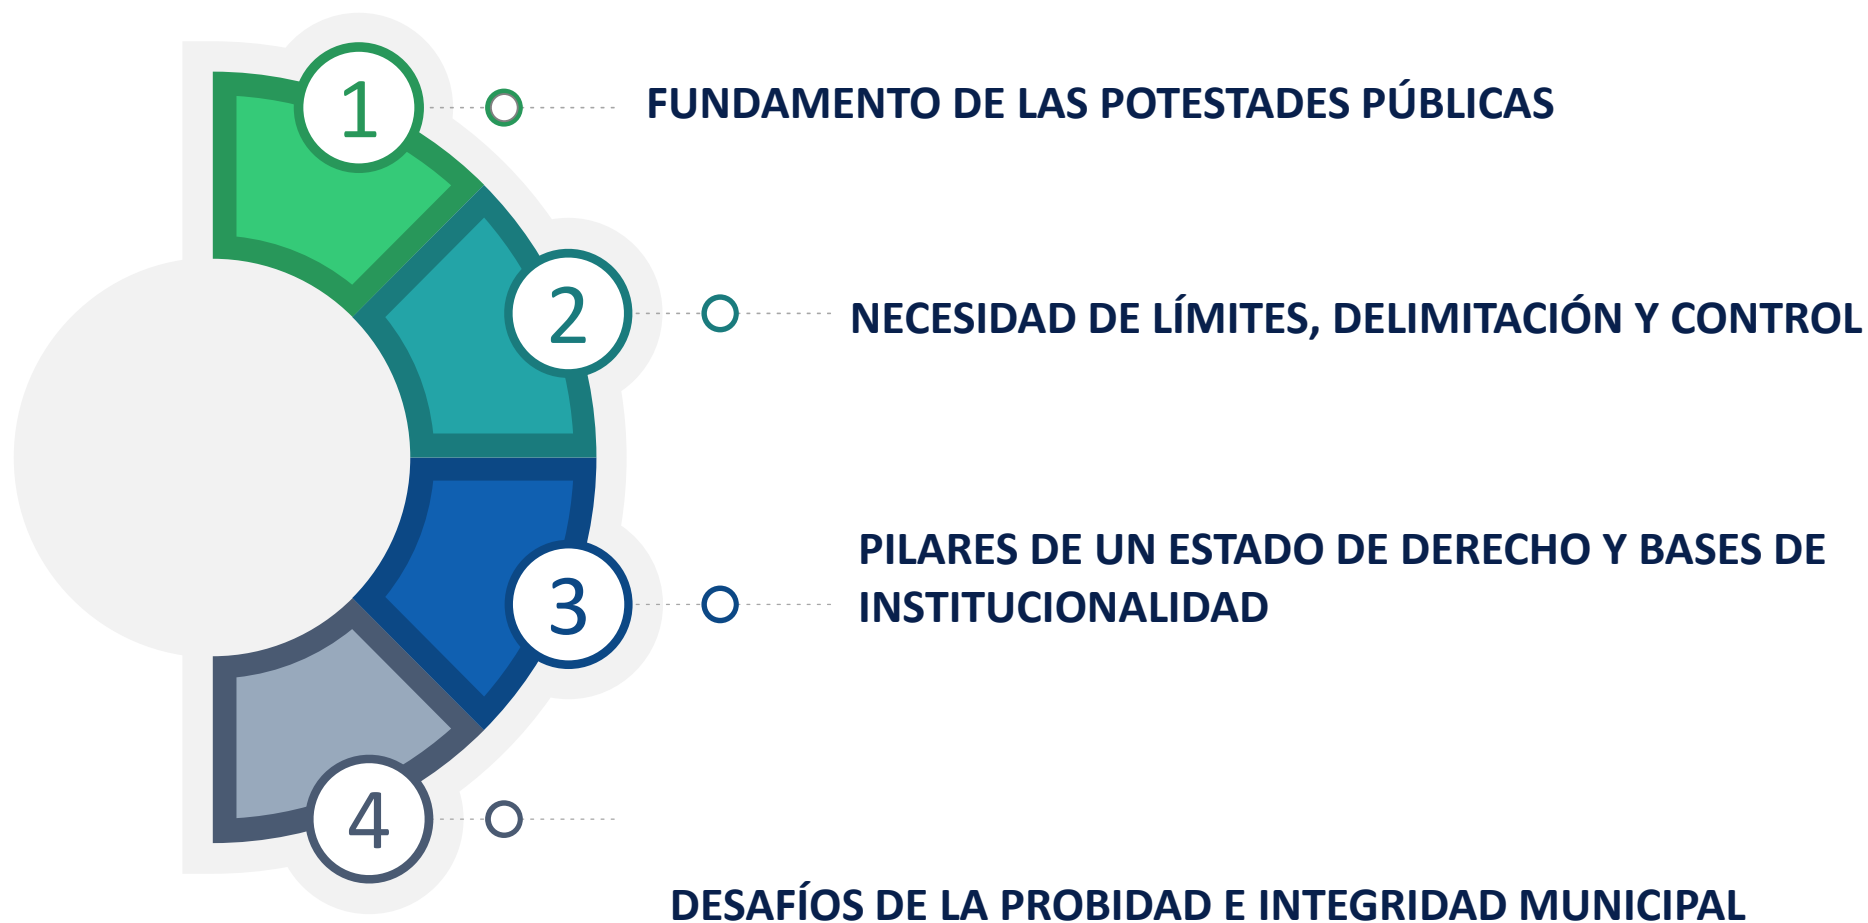 1
FUNDAMENTO DE LAS POTESTADES PÚBLICAS
2
NECESIDAD DE LÍMITES, DELIMITACIÓN Y CONTROL
3
PILARES DE UN ESTADO DE DERECHO Y BASES DE
INSTITUCIONALIDAD
4
DESAFÍOS DE LA PROBIDAD E INTEGRIDAD MUNICIPAL